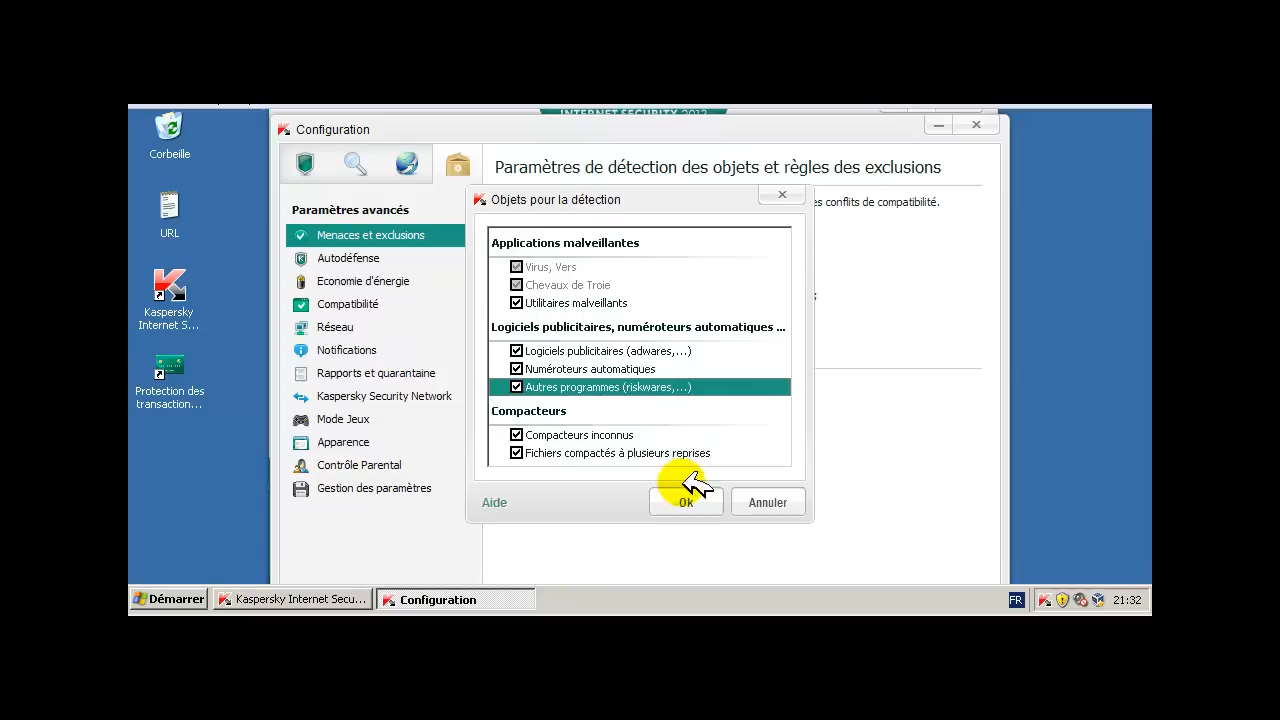 INTERNET SECURITY 2013
Configuration
Corbeille
URL
Kaspersky
Internet S...
Protection des
transaction...
Paramètres avancés
Menaces et exclusions
Autodéfense
Economie d'énergie
Compatibilité
Réseau
Notifications
Rapports et quarantaine
Kaspersky Security Network
Mode Jeux
Apparence
Contrôle Parental
Gestion des paramètres
Paramètres de détection des objets et règles des exclusions
es conflits de compatibilité.
Objets pour la détection
Applications malveillantes
Virus, Vers
Chevaux de Troie
Utilitaires malveillants
Logiciels publicitaires, numéroteurs automatiques ...
Logiciels publicitaires (adwares,...)
Numéroteurs automatiques
Autres programmes (riskwares,...)
Compacteurs
Compacteurs inconnus
Fichiers compactés à plusieurs reprises
Aide
Ok
Annuler
Démarrer
Kaspersky Internet Secu...
Configuration
FR
21:32